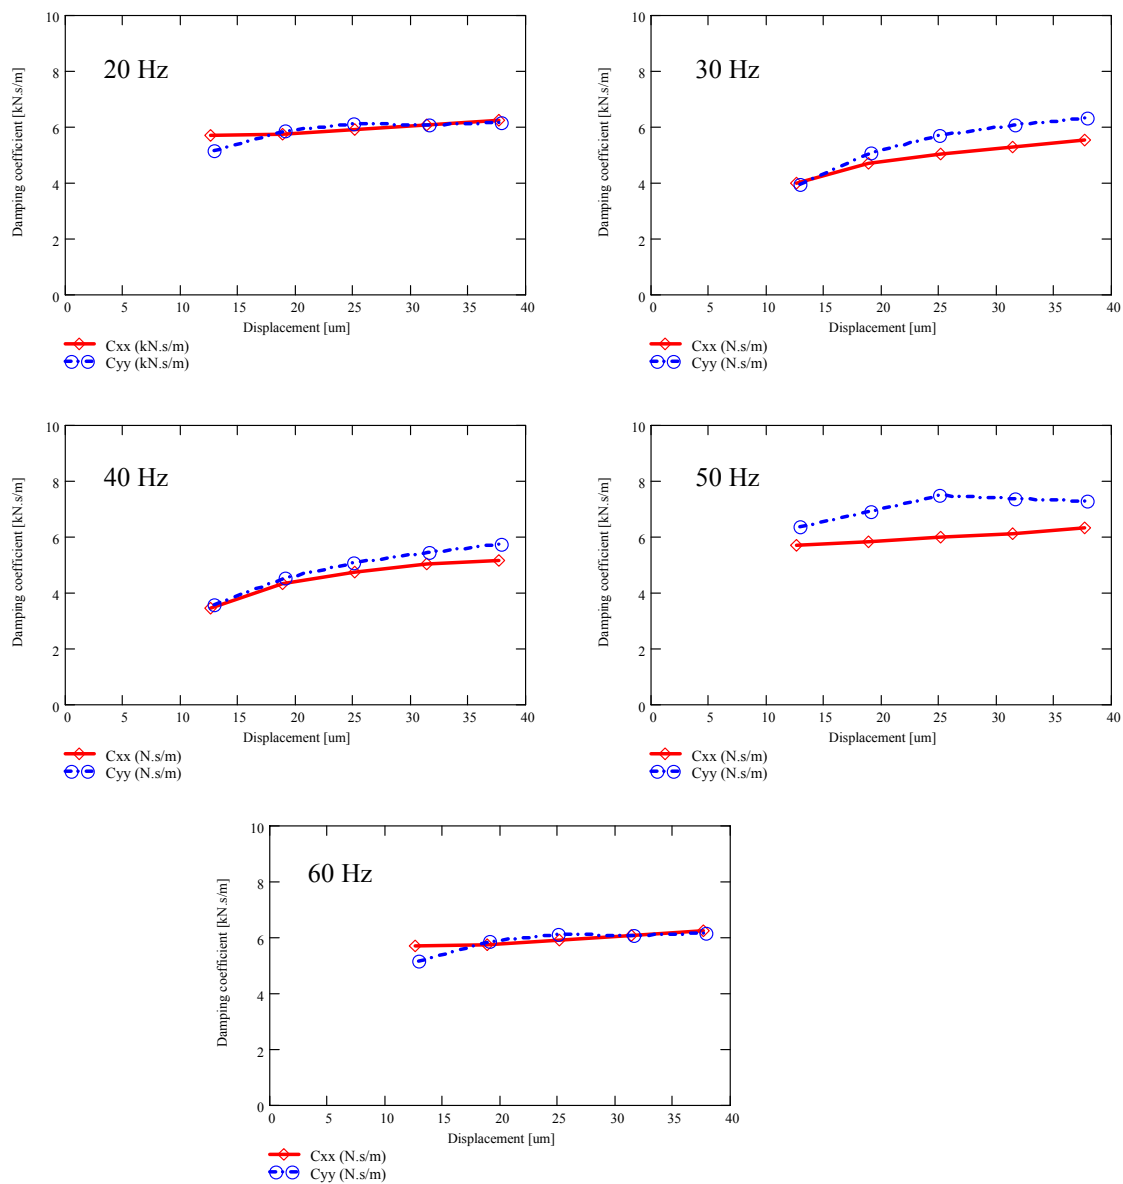 20 Hz
Damping coefficient [kN.s/m]
10
8
6
4
2
0
0 5 10 15 20 25 30 35 40
Displacement [um]
Cxx (kN.s/m)
Cyy (kN.s/m)
30 Hz
Damping coefficient [kN.s/m]
10
8
6
4
2
0
0 5 10 15 20 25 30 35 40
Displacement [um]
Cxx (N.s/m)
Cyy (N.s/m)
40 Hz
Damping coefficient [kN.s/m]
10
8
6
4
2
0
0 5 10 15 20 25 30 35 40
Displacement [um]
Cxx (N.s/m)
Cyy (N.s/m)
50 Hz
Damping coefficient [kN.s/m]
10
8
6
4
2
0
0 5 10 15 20 25 30 35 40
Displacement [um]
Cxx (N.s/m)
Cyy (N.s/m)
60 Hz
Damping coefficient [kN.s/m]
10
8
6
4
2
0
0 5 10 15 20 25 30 35 40
Displacement [um]
Cxx (N.s/m)
Cyy (N.s/m)